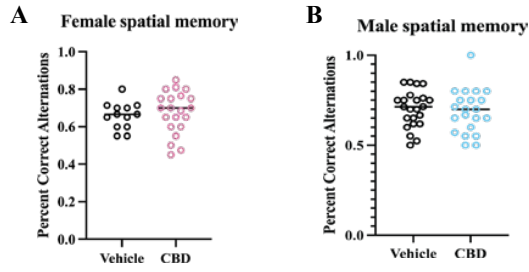 A
Female spatial memory
Percent Correct Alternations
1.0
0.8
0.6
0.4
0.2
0.0
Vehicle
CBD
B
Male spatial memory
Percent Correct Alternations
1.0
0.5
0.0
Vehicle
CBD